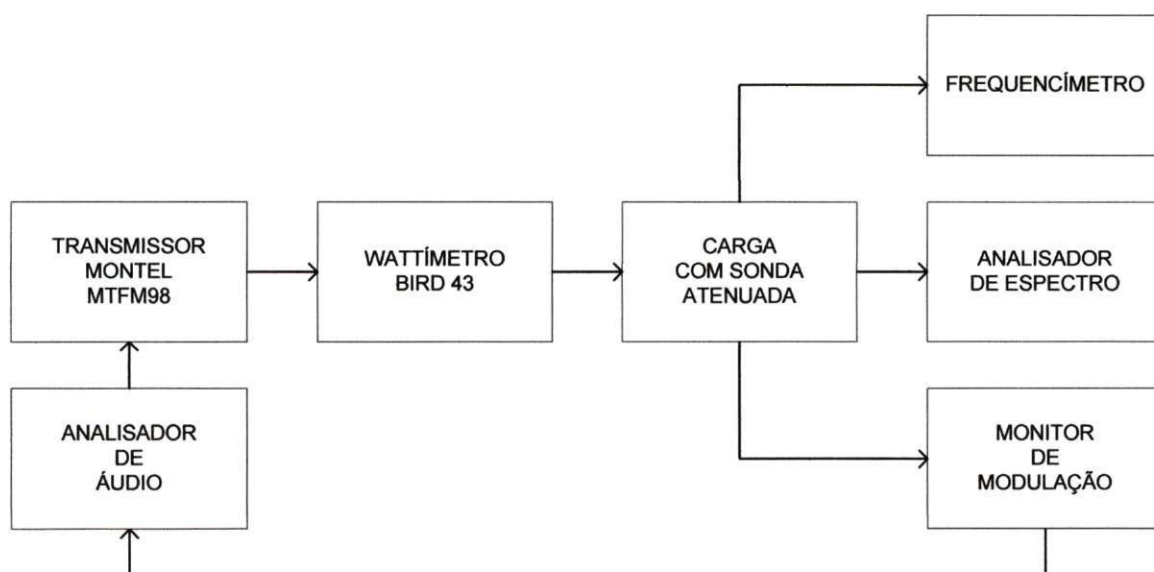 FREQUENCÍMETRO
TRANSMISSOR
MONTEL
MTFM98
WATTÍMETRO
BIRD 43
CARGA
COM SONDA
ATENUADA
ANALISADOR
DE ESPECTRO
ANALISADOR
DE
ÁUDIO
MONITOR
DE
MODULAÇÃO